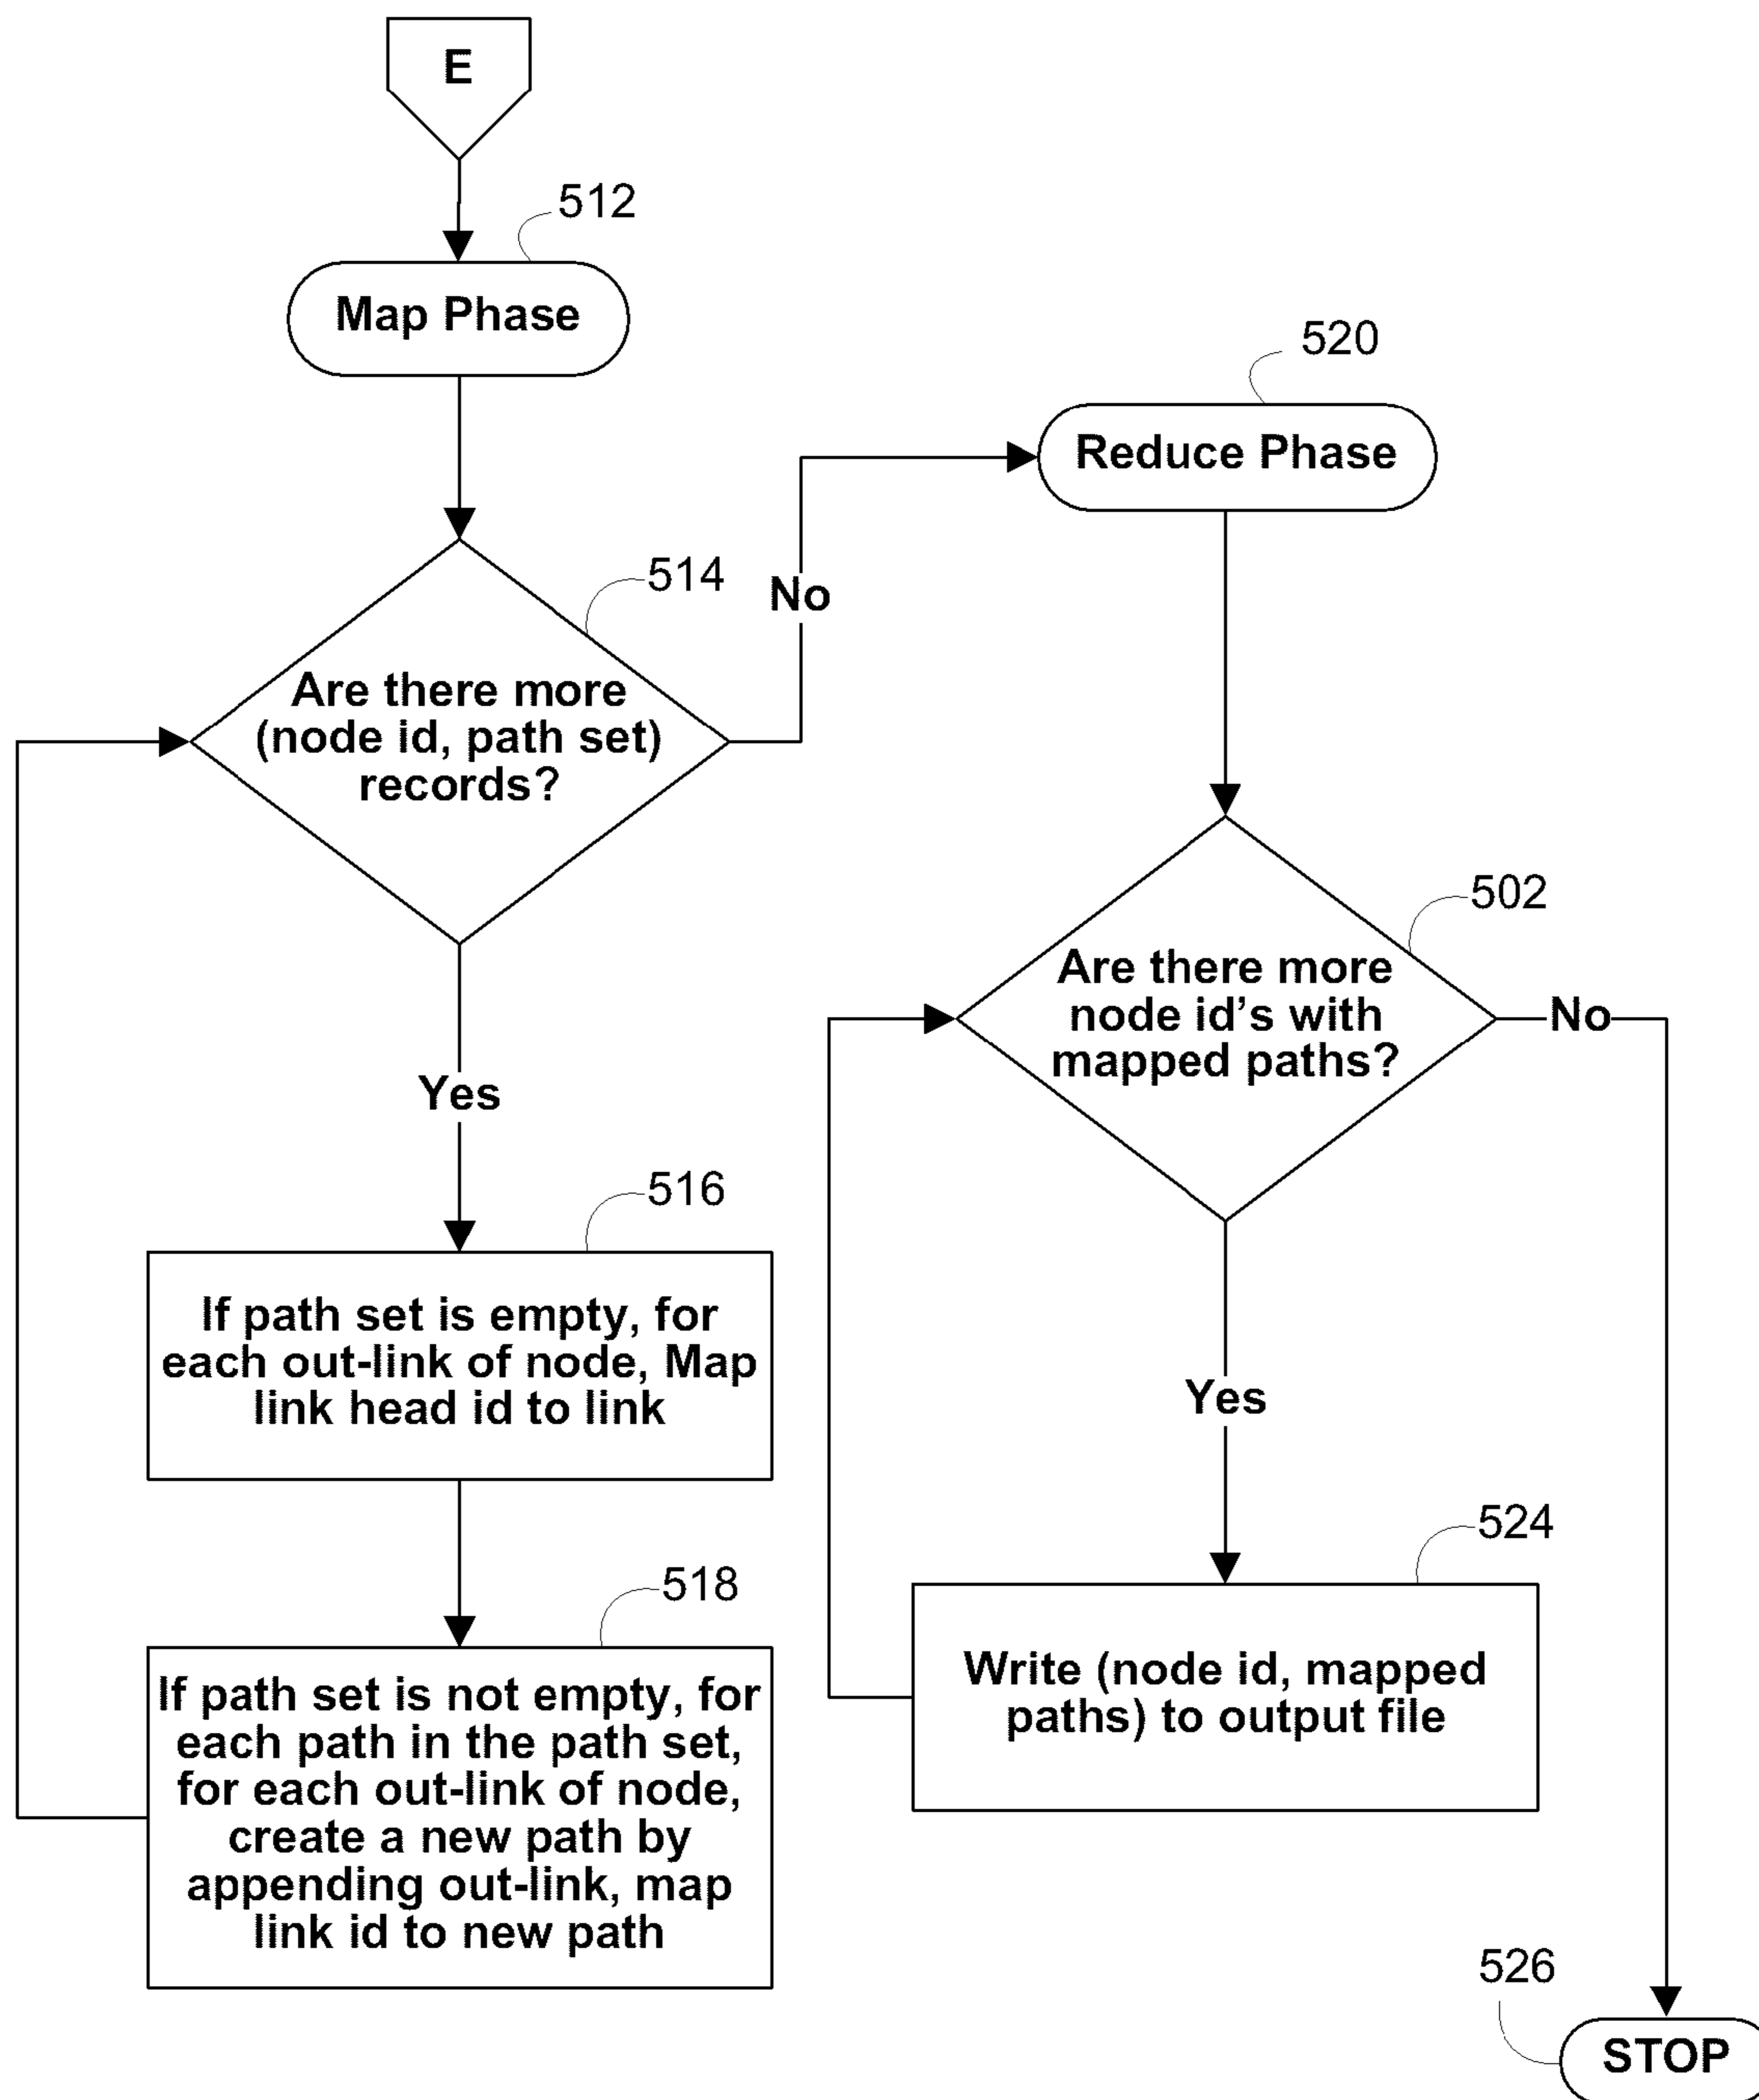 E
512
Map Phase
520
Reduce Phase
514
No
Are there more
(node id, path set)
records?
502
Are there more
node id’s with
mapped paths?
No
Yes
516
If path set is empty, for
each out-link of node, Map
link head id to link
Yes
524
Write (node id, mapped
paths) to output file
518
If path set is not empty, for
each path in the path set,
for each out-link of node,
create a new path by
appending out-link, map
link id to new path
526
STOP